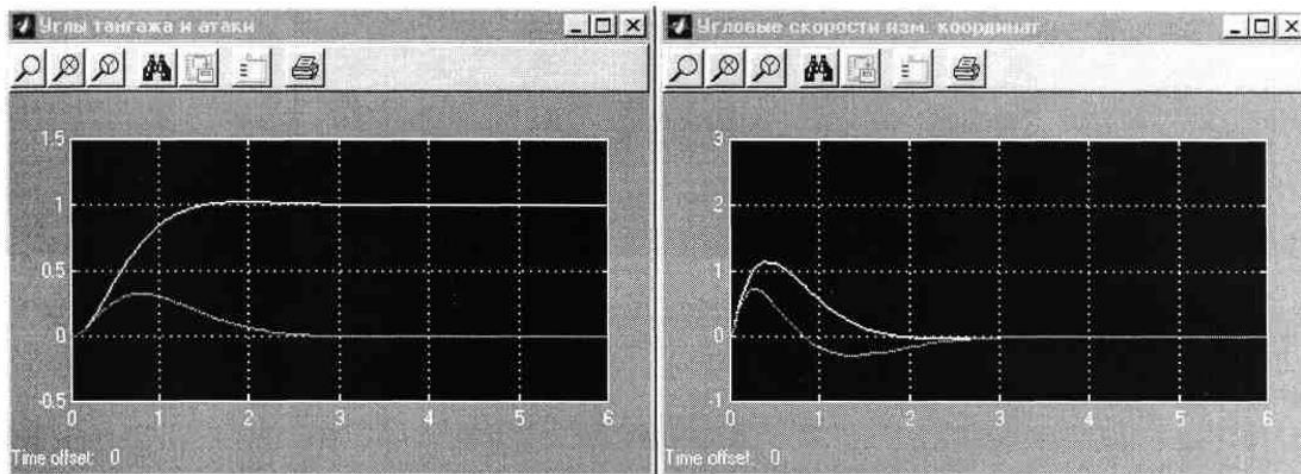 Углы тангажа и атаки
1.5
1
0.5
0
-0.5
0 1 2 3 4 5 6
Time offset: 0
Угловые скорости изм. координат
3
2
1
0
-1
0 1 2 3 4 5 6
Time offset: 0